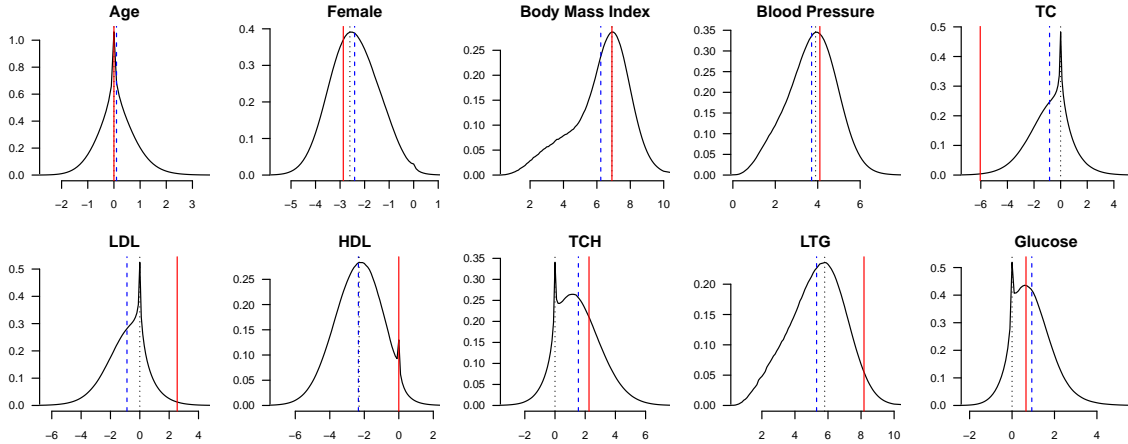 Age Female Body Mass Index Blood Pressure TC
0.0 0.2 0.4 0.6 0.8 1.0
−2 −1 0 1 2 3
0.0 0.1 0.2 0.3 0.4
−5 −4 −3 −2 −1 0 1
0.00 0.05 0.10 0.15 0.20 0.25
2 4 6 8 10
0.00 0.05 0.10 0.15 0.20 0.25 0.30 0.35
0 2 4 6
0.0 0.1 0.2 0.3 0.4 0.5
−6 −4 −2 0 2 4
LDL HDL TCH LTG Glucose
0.0 0.1 0.2 0.3 0.4 0.5
−6 −4 −2 0 2 4
0.00 0.05 0.10 0.15 0.20 0.25
−6 −4 −2 0 2
0.00 0.05 0.10 0.15 0.20 0.25 0.30 0.35
−2 0 2 4 6
0.00 0.05 0.10 0.15 0.20
0 2 4 6 8 10
0.0 0.1 0.2 0.3 0.4 0.5
−2 0 2 4